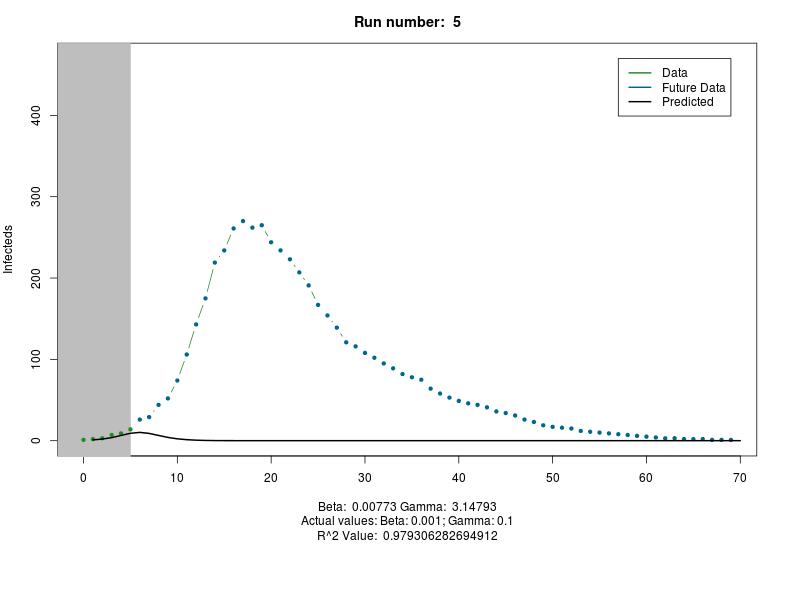 Run number: 5
Data
Future Data
Predicted
Infecteds
400
300
200
100
0
0 10 20 30 40 50 60 70
Beta: 0.00773 Gamma: 3.14793
Actual values: Beta: 0.001; Gamma: 0.1
R^2 Value: 0.979306282694912